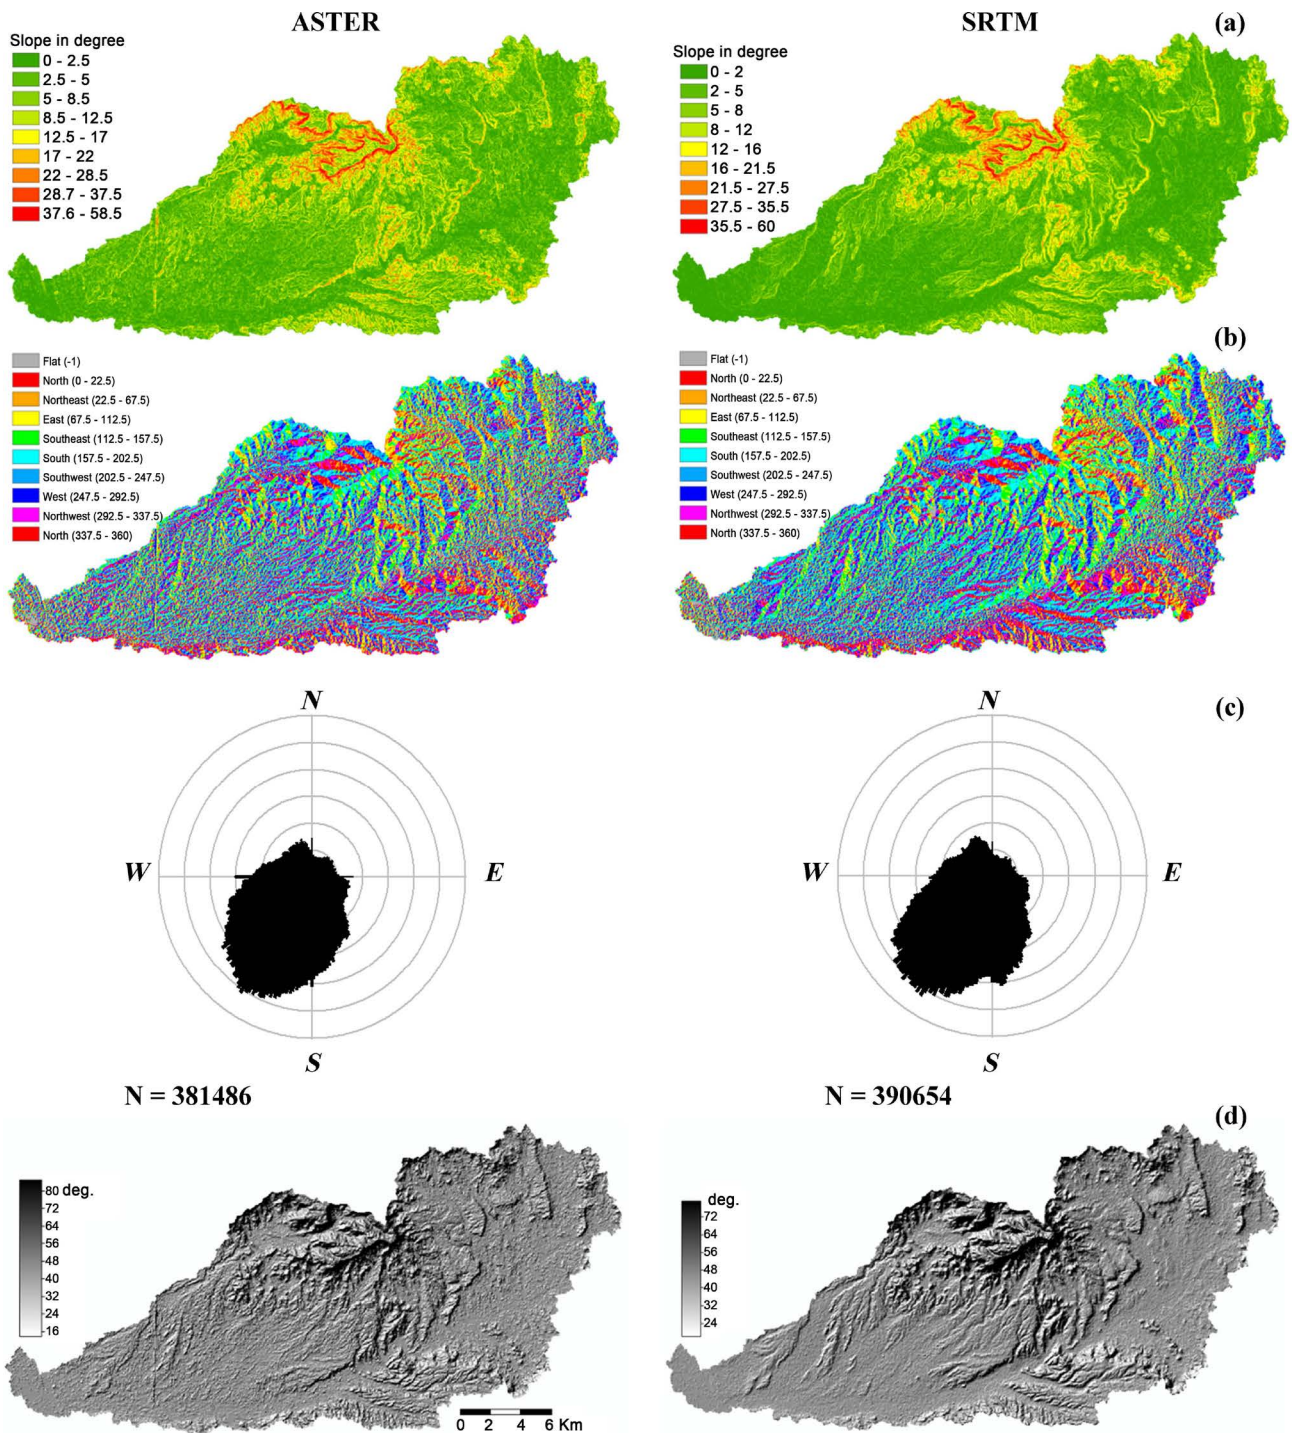 ASTER
SRTM
(a)
Slope in degree
0 - 2.5
2.5 - 5
5 - 8.5
8.5 - 12.5
12.5 - 17
17 - 22
22 - 28.5
28.7 - 37.5
37.6 - 58.5
Slope in degree
0 - 2
2 - 5
5 - 8
8 - 12
12 - 16
16 - 21.5
21.5 - 27.5
27.5 - 35.5
35.5 - 60
(b)
Flat (-1)
North (0 - 22.5)
Northeast (22.5 - 67.5)
East (67.5 - 112.5)
Southeast (112.5 - 157.5)
South (157.5 - 202.5)
Southwest (202.5 - 247.5)
West (247.5 - 292.5)
Northwest (292.5 - 337.5)
North (337.5 - 360)
Flat (-1)
North (0 - 22.5)
Northeast (22.5 - 67.5)
East (67.5 - 112.5)
Southeast (112.5 - 157.5)
South (157.5 - 202.5)
Southwest (202.5 - 247.5)
West (247.5 - 292.5)
Northwest (292.5 - 337.5)
North (337.5 - 360)
(c)
N
W
E
S
N = 381486
N
W
E
S
N = 390654
(d)
80 deg.
72
64
56
48
40
32
24
16
0 2 4 6 Km
deg.
72
64
56
48
40
32
24